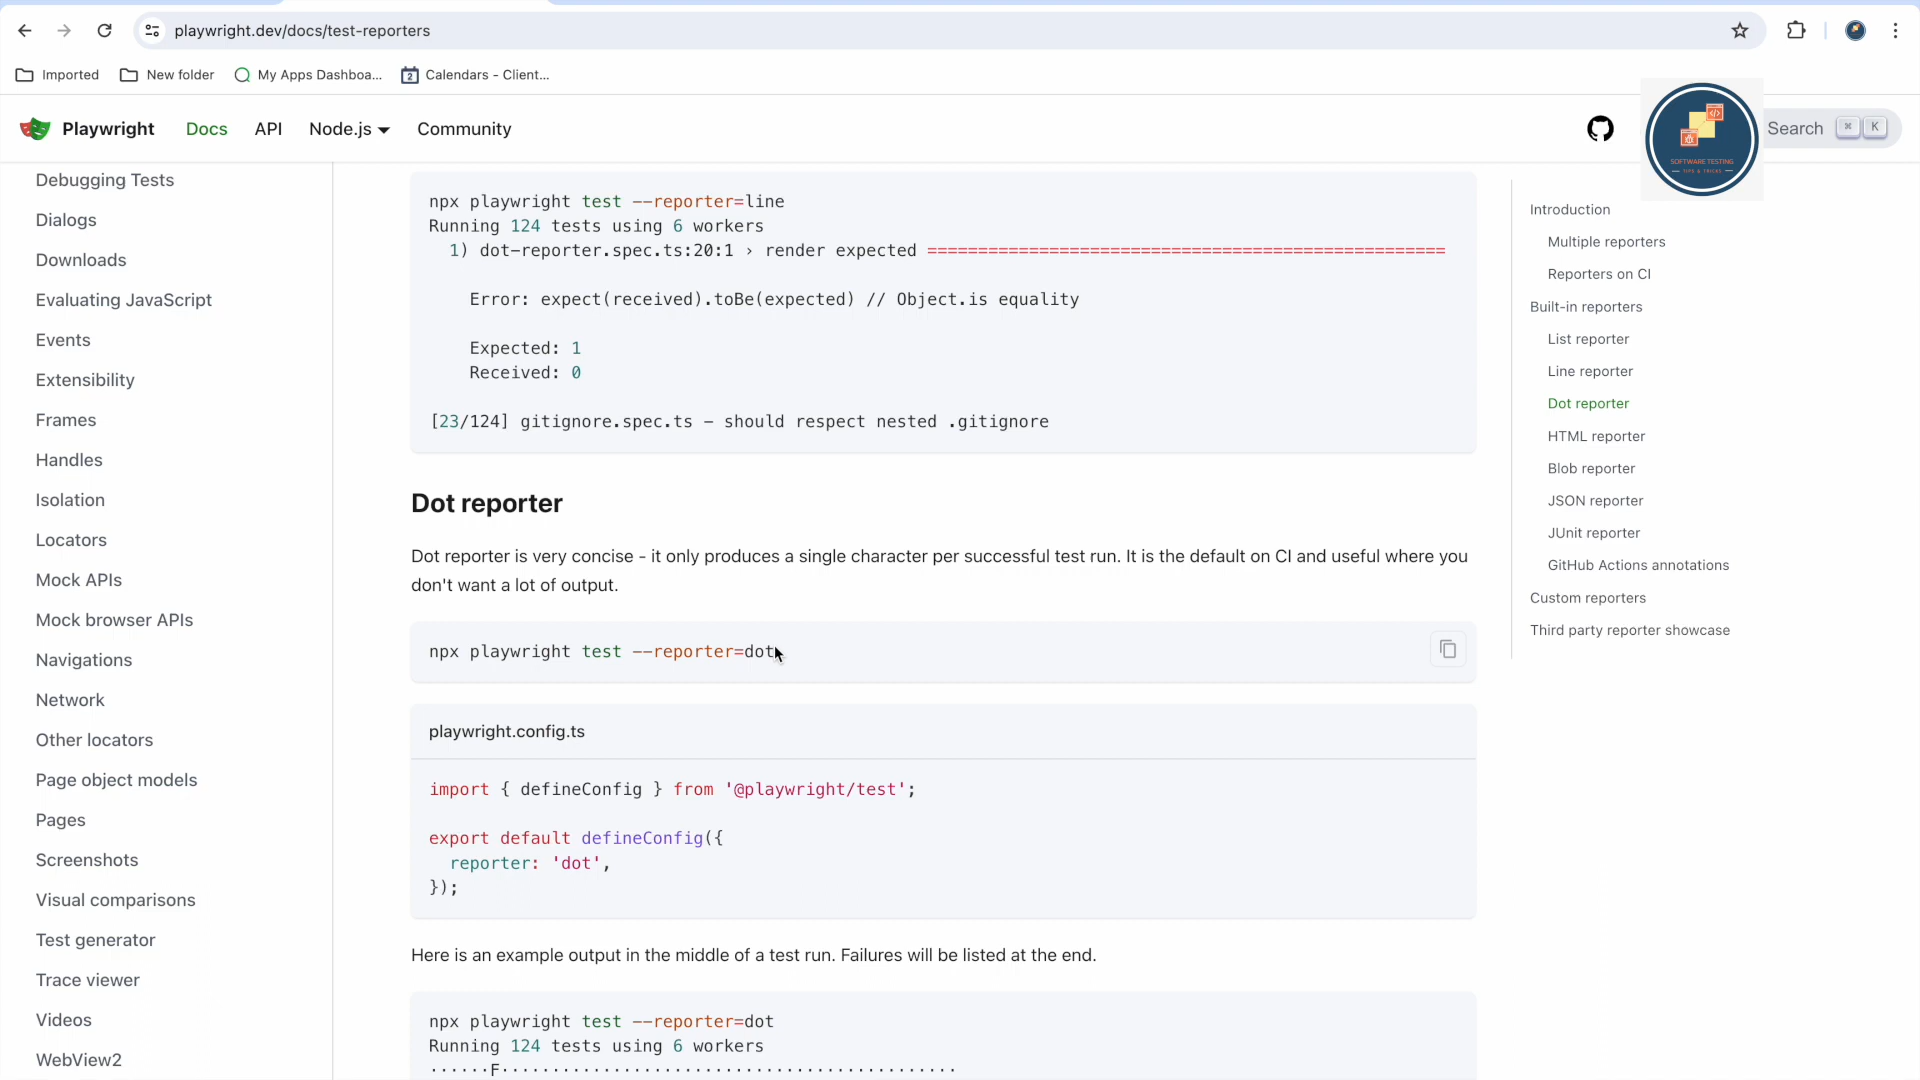 playwright.dev/docs/test-reporters
Imported
New folder
My Apps Dashboa...
2
Calendars - Client...
Playwright
Docs
API
Node.js
Community
SOFTWARE TESTING
TIPS & TRICKS
Search
⌘ K
Debugging Tests
Dialogs
Downloads
Evaluating JavaScript
Events
Extensibility
Frames
Handles
Isolation
Locators
Mock APIs
Mock browser APIs
Navigations
Network
Other locators
Page object models
Pages
Screenshots
Visual comparisons
Test generator
Trace viewer
Videos
WebView2
npx playwright test --reporter=line
Running 124 tests using 6 workers
1) dot-reporter.spec.ts:20:1 › render expected ===================================================
Error: expect(received).toBe(expected) // Object.is equality
Expected: 1
Received: 0
[23/124] gitignore.spec.ts - should respect nested .gitignore
Dot reporter
Dot reporter is very concise - it only produces a single character per successful test run. It is the default on CI and useful where you
don't want a lot of output.
npx playwright test --reporter=dot
playwright.config.ts
import { defineConfig } from '@playwright/test';
export default defineConfig({
reporter: 'dot',
});
Here is an example output in the middle of a test run. Failures will be listed at the end.
npx playwright test --reporter=dot
Running 124 tests using 6 workers
······F·············································
Introduction
Multiple reporters
Reporters on CI
Built-in reporters
List reporter
Line reporter
Dot reporter
HTML reporter
Blob reporter
JSON reporter
JUnit reporter
GitHub Actions annotations
Custom reporters
Third party reporter showcase